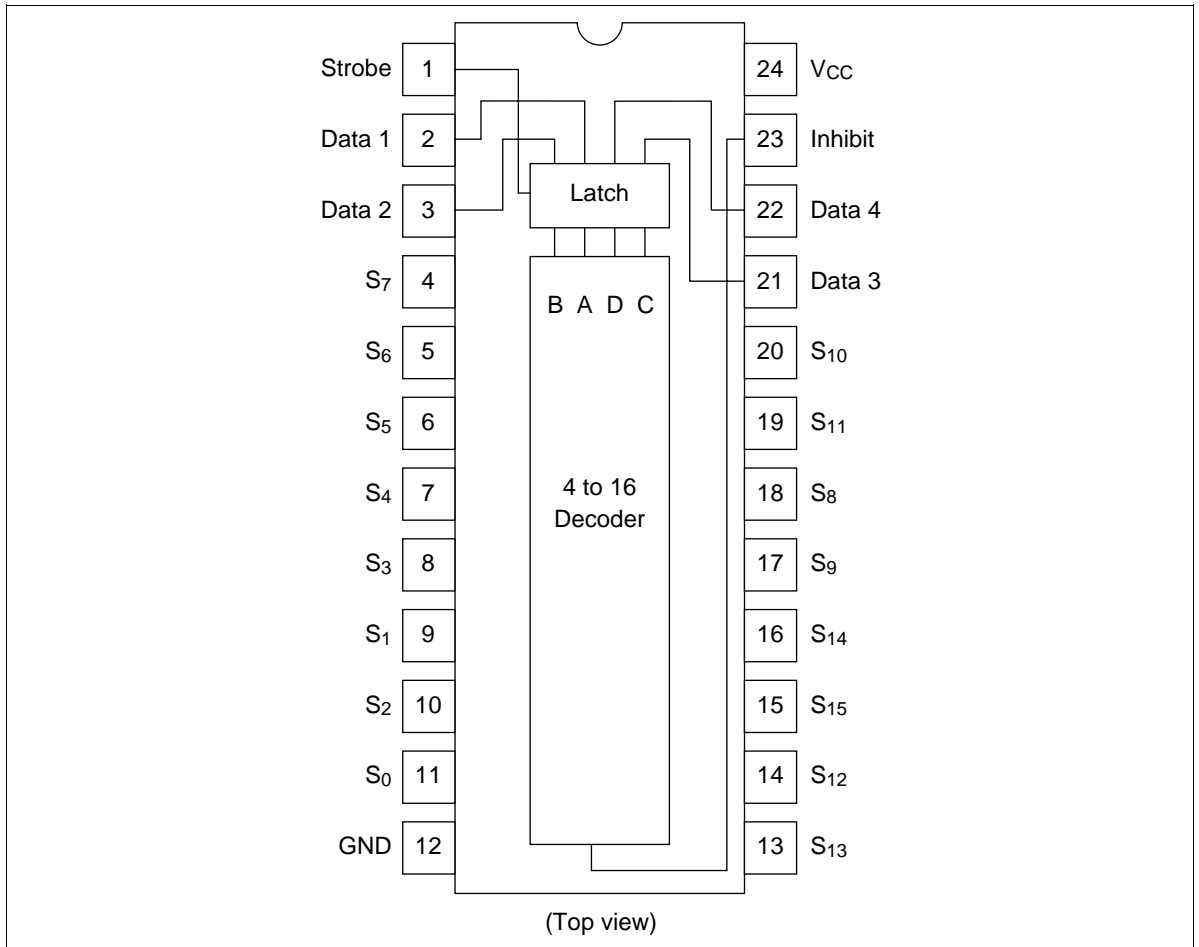 Strobe 1 24 VCC
Data 1 2 23 Inhibit
Data 2 3 Latch 22 Data 4
S7 4 21 Data 3
B A D C
S6 5 20 S10
S5 6 19 S11
S4 7 4 to 16 18 S8
Decoder
S3 8 17 S9
S1 9 16 S14
S2 10 15 S15
S0 11 14 S12
GND 12 13 S13
(Top view)